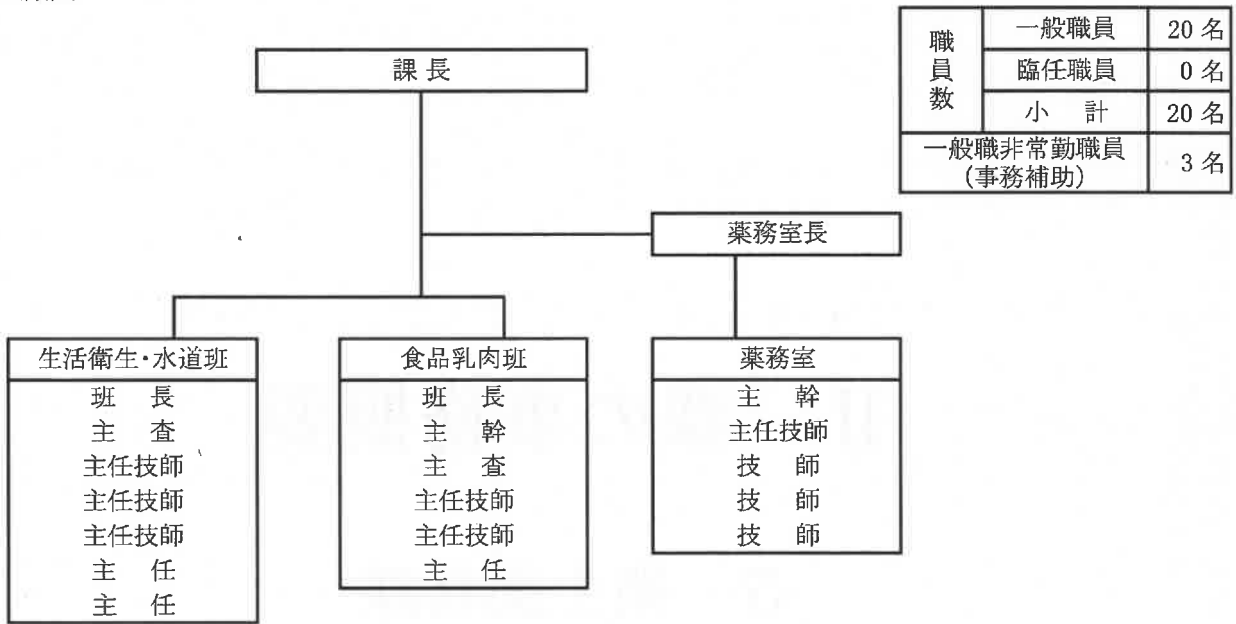 課長
職員数
一般職員 20名
臨任職員 0名
小計 20名
一般職非常勤職員
(事務補助) 3名
薬務室長
生活衛生・水道班
班長
主査
主任技師
主任技師
主任技師
主任
主任
食品乳肉班
班長
主幹
主査
主任技師
主任技師
主任
薬務室
主幹
主任技師
技師
技師
技師